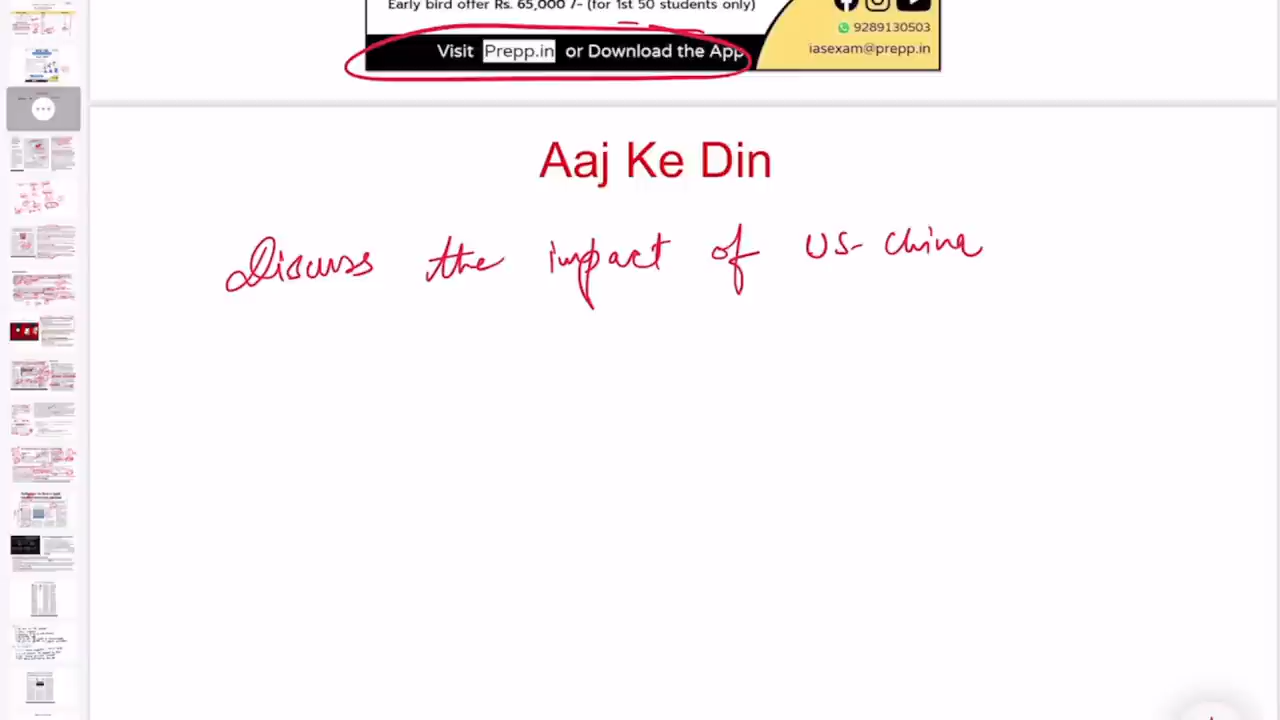 Early bird offer Rs. 65,000 /- (for 1st 50 students only)
9289130503
Visit Prepp.in or Download the App
iasexam@prepp.in
Aaj Ke Din
Discuss the impact of US-China